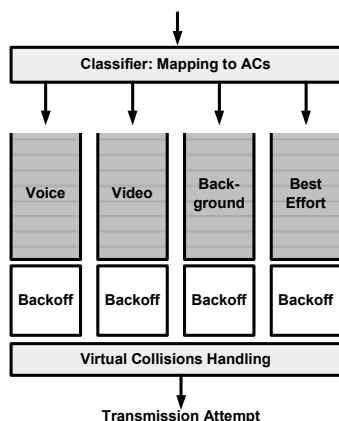 Classifier: Mapping to ACs
Voice
Video
Back-
ground
Best
Effort
Backoff
Backoff
Backoff
Backoff
Virtual Collisions Handling
Transmission Attempt